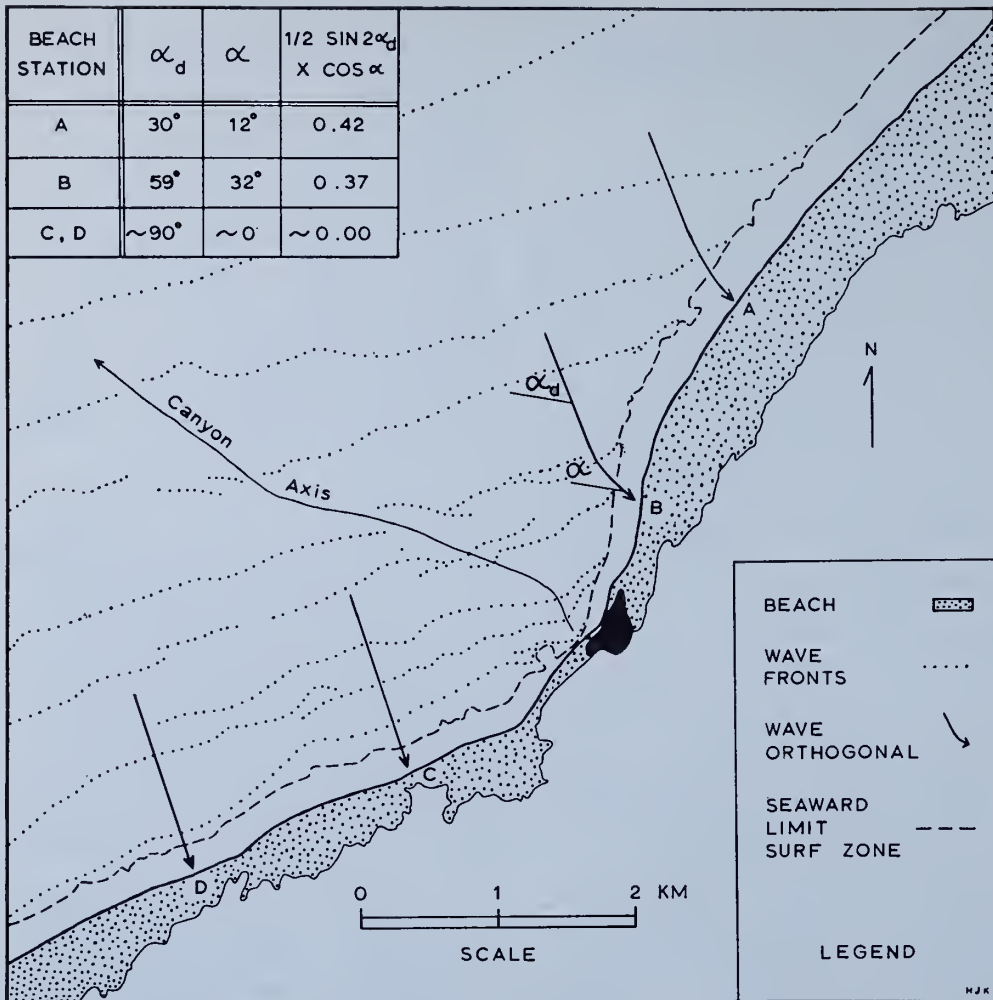 BEACH STATION | α_d | α | 1/2 SIN 2α_d X COS α
A | 30° | 12° | 0.42
B | 59° | 32° | 0.37
C, D | ~90° | ~0 | ~0.00
A
N
α_d
Canyon
α
Axis
B
BEACH
WAVE
FRONTS
WAVE
ORTHOGONAL
C
SEAWARD
LIMIT
SURF ZONE
D
0 1 2 KM
SCALE
LEGEND
HJK